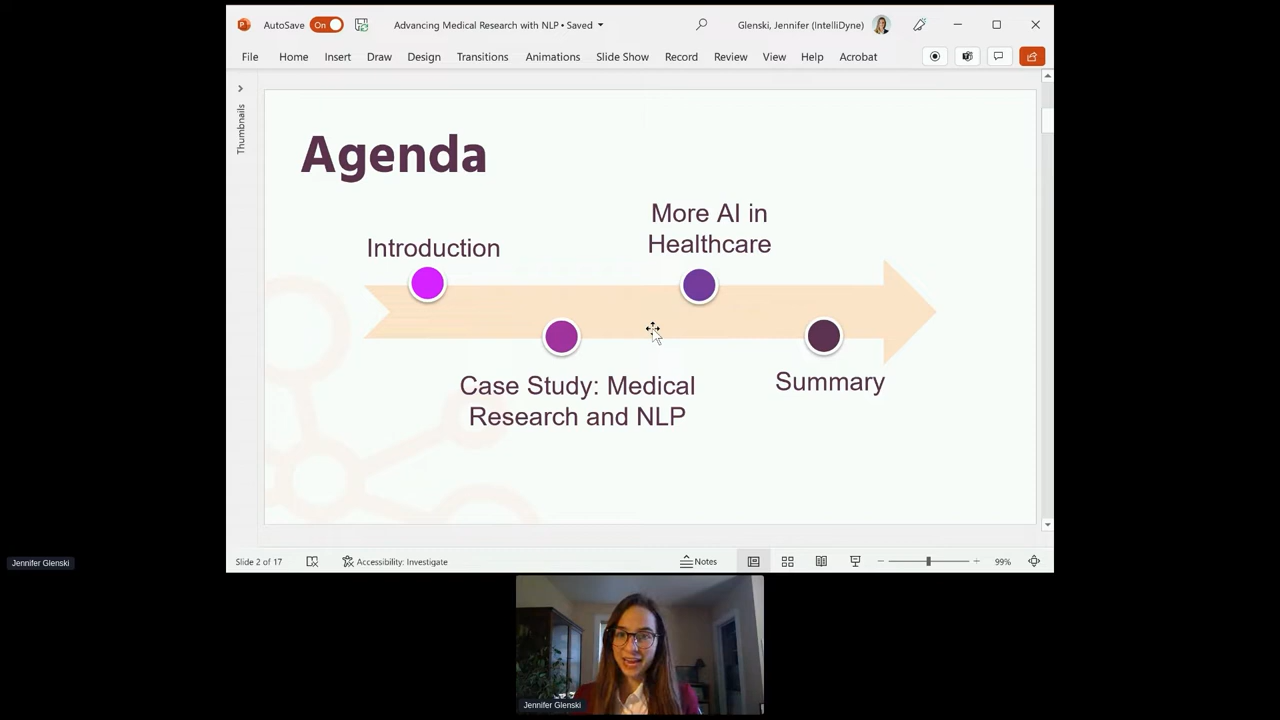 AutoSave
On
Advancing Medical Research with NLP • Saved
Glenski, Jennifer (IntelliDyne)
File
Home
Insert
Draw
Design
Transitions
Animations
Slide Show
Record
Review
View
Help
Acrobat
Thumbnails
Agenda
More AI in
Healthcare
Introduction
Case Study: Medical
Research and NLP
Summary
Slide 2 of 17
Accessibility: Investigate
Notes
99%
Jennifer Glenski
Jennifer Glenski